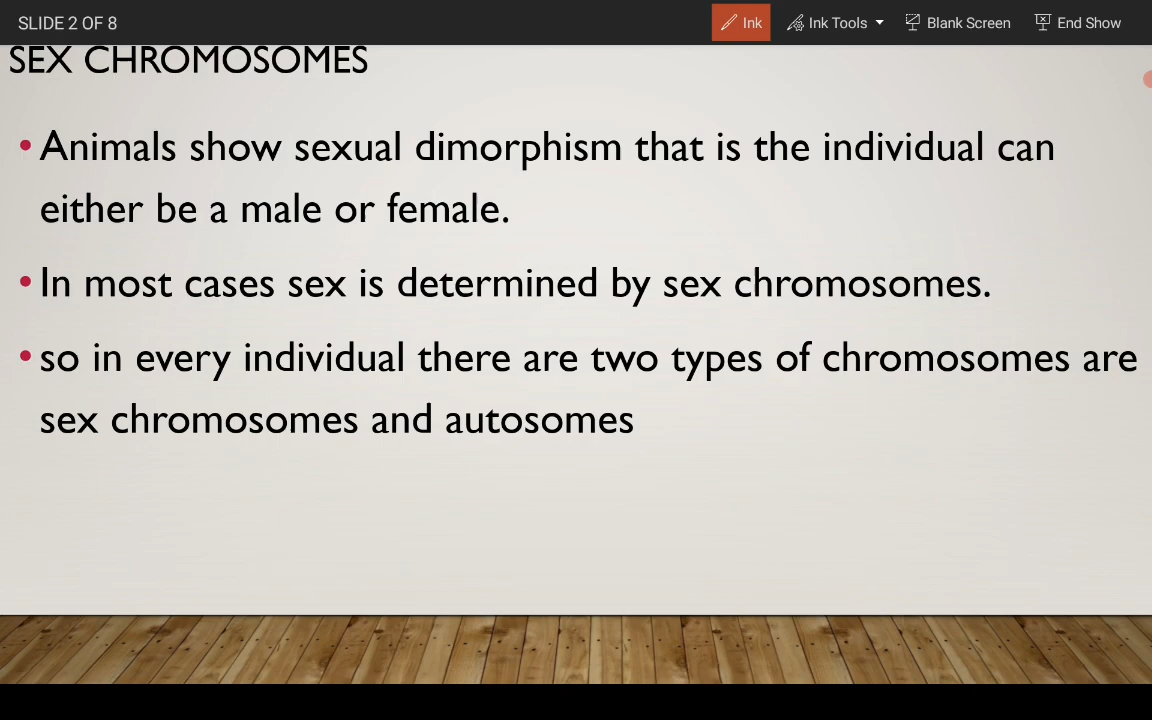 SLIDE 2 OF 8
Ink
Ink Tools
Blank Screen
End Show
SEX CHROMOSOMES
• Animals show sexual dimorphism that is the individual can
either be a male or female.
• In most cases sex is determined by sex chromosomes.
• so in every individual there are two types of chromosomes are
sex chromosomes and autosomes